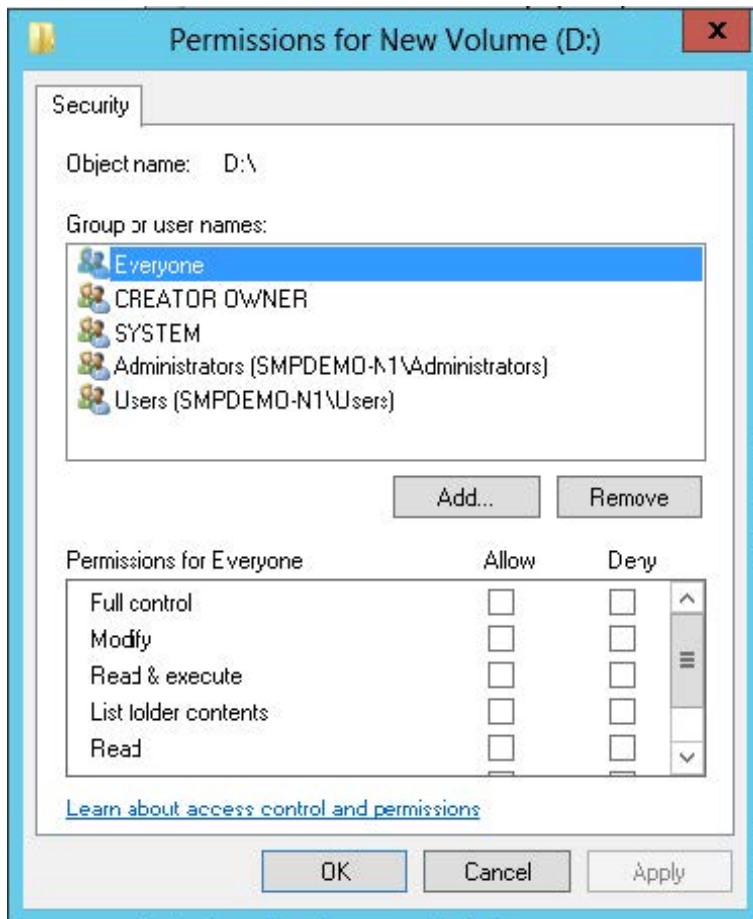 Permissions for New Volume (D:)
x
Security
Object name: D:\
Group or user names:
Everyone
CREATOR OWNER
SYSTEM
Administrators (SMPDEMO-N1\Administrators)
Users (SMPDEMO-N1\Users)
Add... Remove
Permissions for Everyone Allow Deny
Full control
Modify
Read & execute
List folder contents
Read
Learn about access control and permissions
OK Cancel Apply